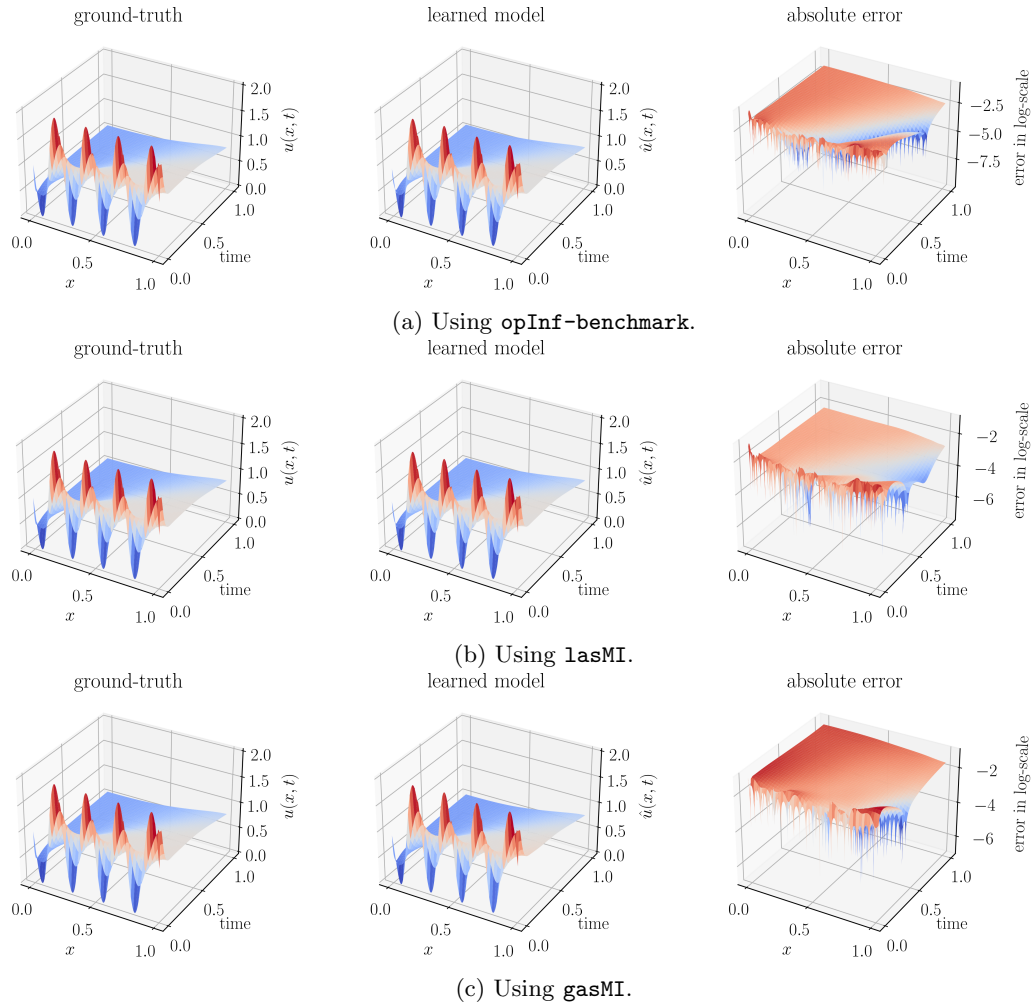 ground-truth
learned model
absolute error
2.0
1.5
1.0
0.5
0.0
u(x, t)
0.0
0.5
1.0
x
0.0
0.5
1.0
time
2.0
1.5
1.0
0.5
0.0
û(x, t)
0.0
0.5
1.0
x
0.0
0.5
1.0
time
−2.5
−5.0
−7.5
error in log-scale
0.0
0.5
1.0
x
0.0
0.5
1.0
time
(a) Using opInf-benchmark.
ground-truth
learned model
absolute error
2.0
1.5
1.0
0.5
0.0
u(x, t)
0.0
0.5
1.0
x
0.0
0.5
1.0
time
2.0
1.5
1.0
0.5
0.0
û(x, t)
0.0
0.5
1.0
x
0.0
0.5
1.0
time
−2
−4
−6
error in log-scale
0.0
0.5
1.0
x
0.0
0.5
1.0
time
(b) Using lasMI.
ground-truth
learned model
absolute error
2.0
1.5
1.0
0.5
0.0
u(x, t)
0.0
0.5
1.0
x
0.0
0.5
1.0
time
2.0
1.5
1.0
0.5
0.0
û(x, t)
0.0
0.5
1.0
x
0.0
0.5
1.0
time
−2
−4
−6
error in log-scale
0.0
0.5
1.0
x
0.0
0.5
1.0
time
(c) Using gasMI.